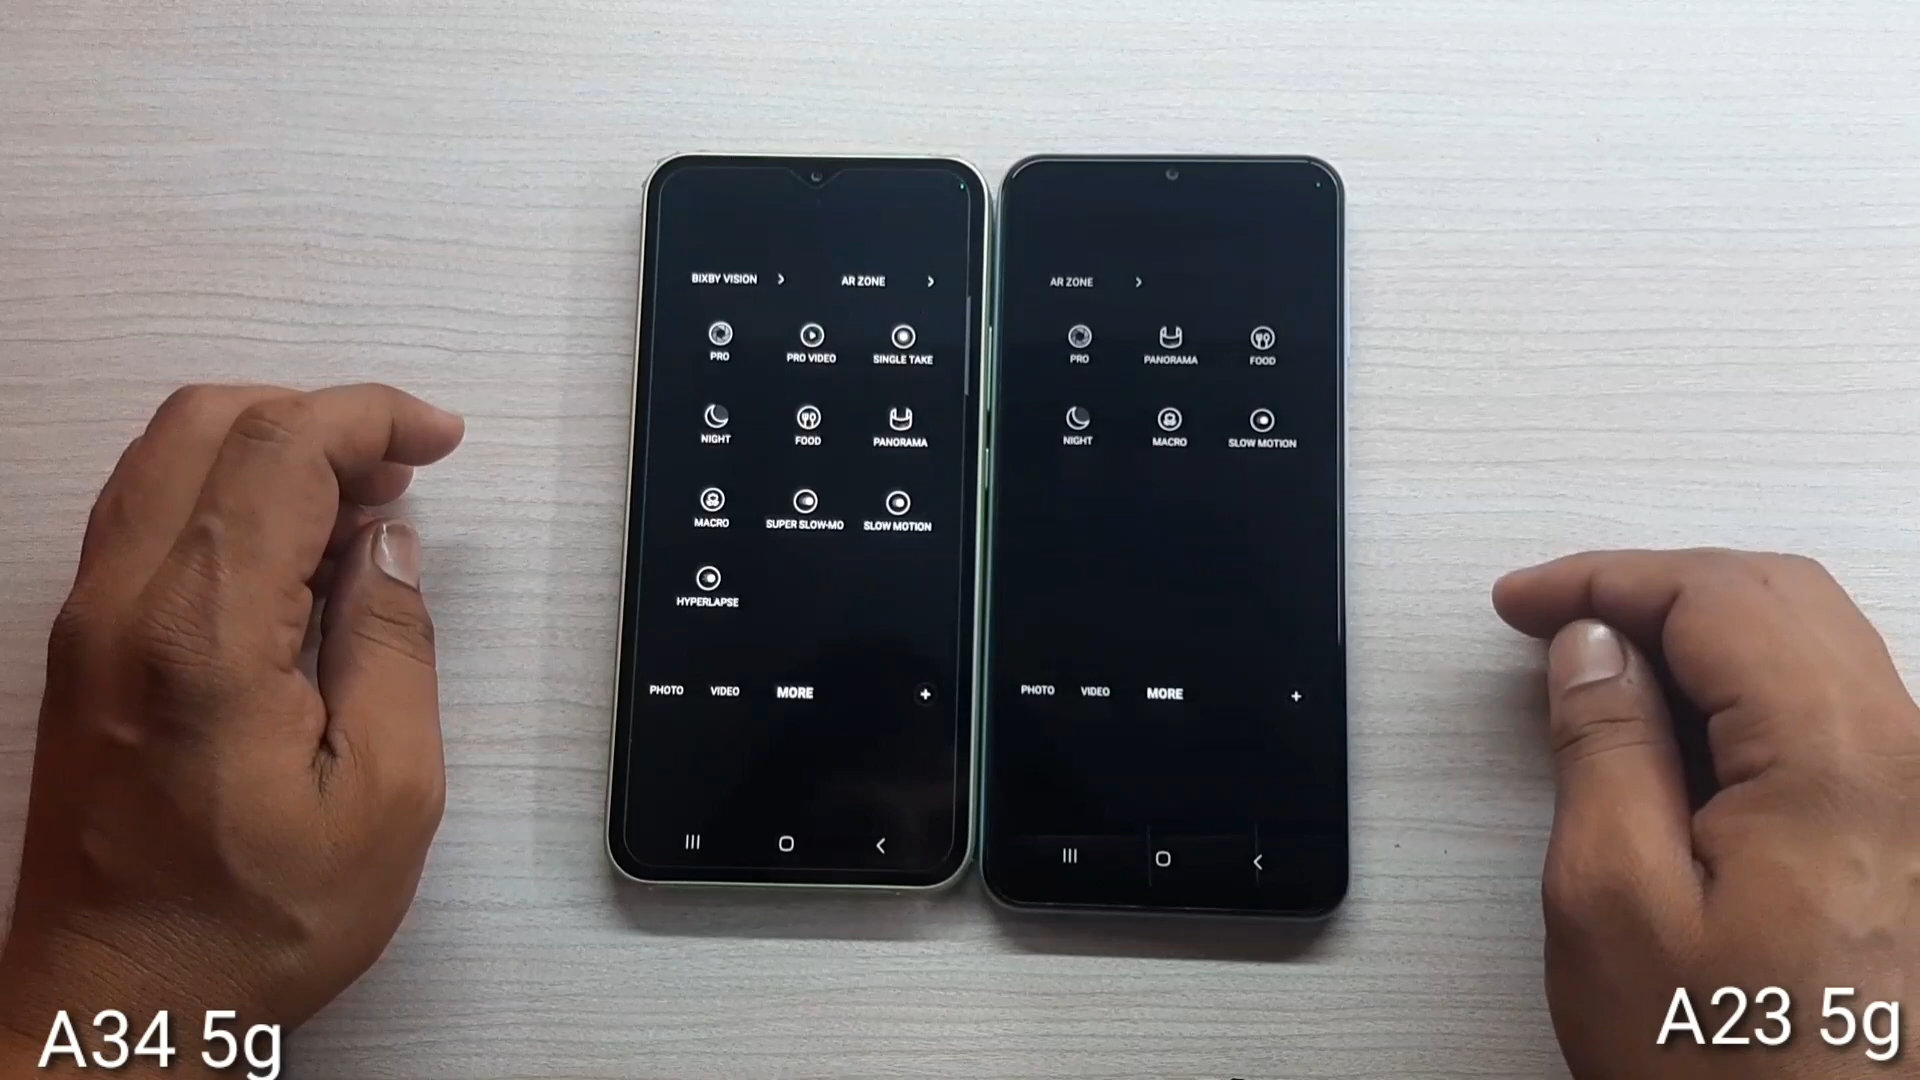 BIXBY VISION
AR ZONE
PRO
PRO VIDEO
SINGLE TAKE
NIGHT
FOOD
PANORAMA
MACRO
SUPER SLOW-MO
SLOW MOTION
HYPERLAPSE
PHOTO VIDEO MORE
AR ZONE
PRO
PANORAMA
FOOD
NIGHT
MACRO
SLOW MOTION
PHOTO VIDEO MORE
A34 5g
A23 5g